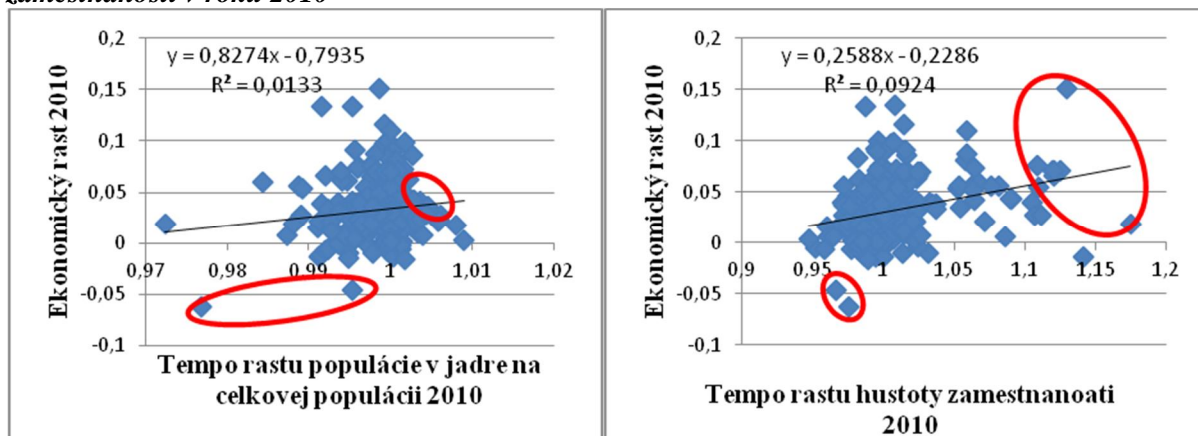 zamestnanosti v roku 2010
0,2
0,15
0,1
0,05
0
-0,05
-0,1
Ekonomický rast 2010
y = 0,8274x - 0,7935
R² = 0,0133
0,97
0,98
0,99
1
1,01
1,02
Tempo rastu populácie v jadre na
celkovej populácii 2010
0,2
0,15
0,1
0,05
0
-0,05
-0,1
Ekonomický rast 2010
y = 0,2588x - 0,2286
R² = 0,0924
0,9
0,95
1
1,05
1,1
1,15
1,2
Tempo rastu hustoty zamestnanoati
2010